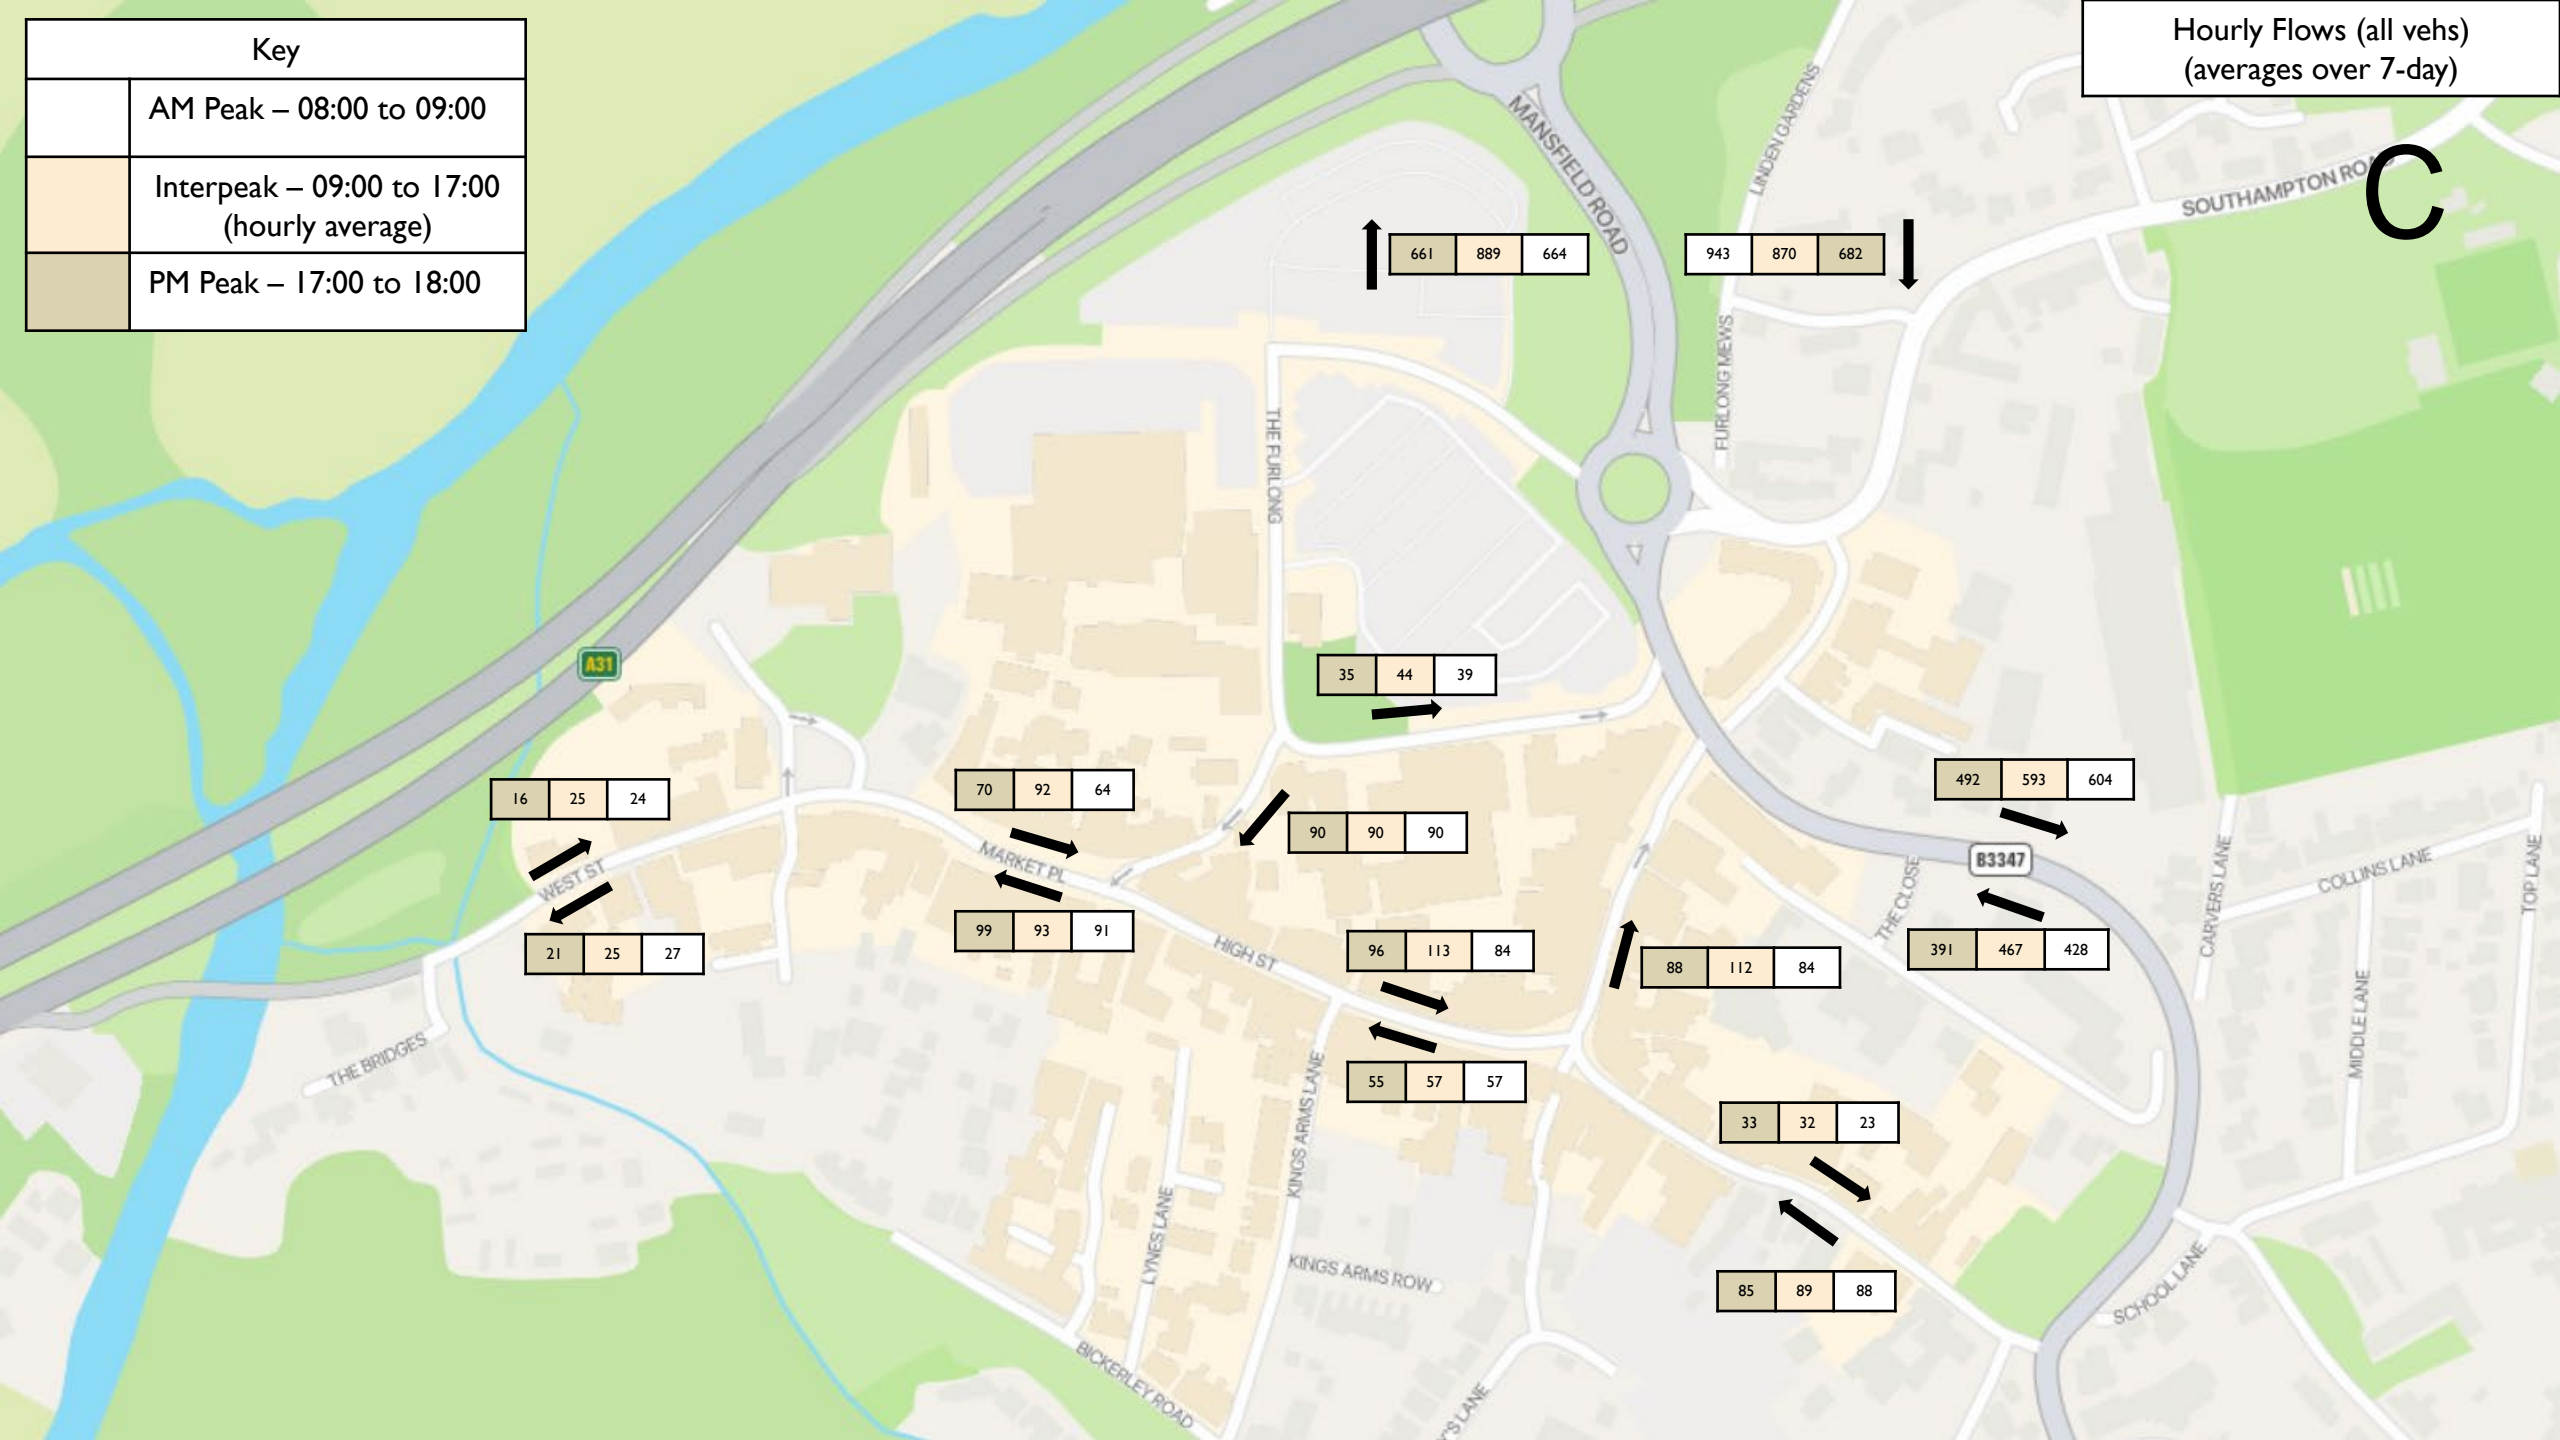 Key
AM Peak – 08:00 to 09:00
Interpeak – 09:00 to 17:00
(hourly average)
PM Peak – 17:00 to 18:00
Hourly Flows (all vehs)
(averages over 7-day)
C
SOUTHAMPTON ROAD
LINDEN GARDENS
MANSFIELD ROAD
661 889 664
943 870 682
FURLONG MEWS
THE FURLONG
A31
35 44 39
16 25 24
70 92 64
90 90 90
492 593 604
WEST ST
MARKET PL
B3347
21 25 27
99 93 91
HIGH ST
96 113 84
88 112 84
391 467 428
THE CLOSE
CARVERS LANE
COLLINS LANE
TOP LANE
MIDDLE LANE
THE BRIDGES
55 57 57
KINGS ARMS LANE
33 32 23
LYNES LANE
KINGS ARMS ROW
85 89 88
SCHOOL LANE
BICKERLEY ROAD
'S LANE